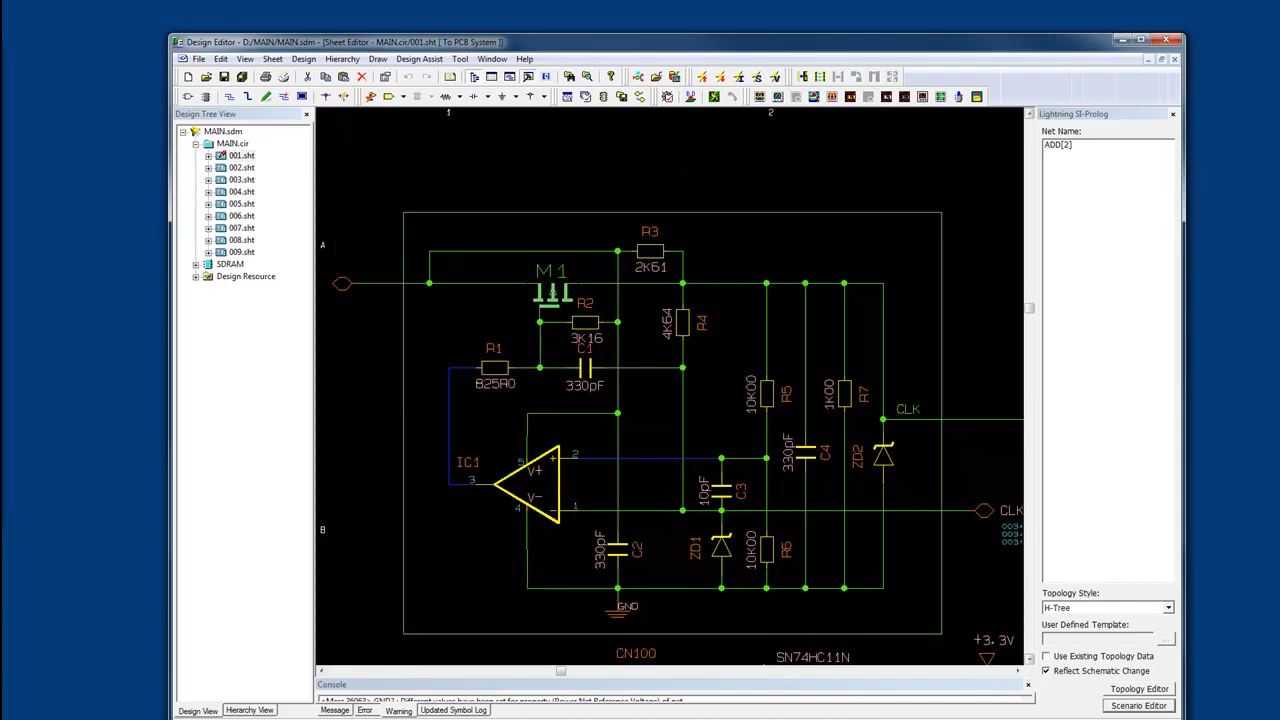 Design Editor - D:/MAIN/MAIN.sdm - [Sheet Editor - MAIN.cir/001.sht [ To PCB System ]]
File Edit View Sheet Design Hierarchy Draw Design Assist Tool Window Help
Design Tree View
MAIN.sdm
MAIN.cir
001.sht
002.sht
003.sht
004.sht
005.sht
006.sht
007.sht
008.sht
009.sht
SDRAM
Design Resource
Design View Hierarchy View
1 2
A
B
R3
2K61
M1
R2
3K16
R4
4K64
R1
825R0
C1
330pF
R5
10K00
R7
1K00
CLK
C4
330pF
ZD2
IC1
2
5
V+
3
V-
4
1
10pF
C3
CLK
ZD1
10K00
R6
330pF
C2
GND
+3.3V
CN100
SN74HC11N
Console
Message Error Warning Updated Symbol Log
Lightning SI-Prolog
Net Name:
ADD[2]
Topology Style:
H-Tree
User Defined Template:
...
Use Existing Topology Data
Reflect Schematic Change
Topology Editor
Scenario Editor